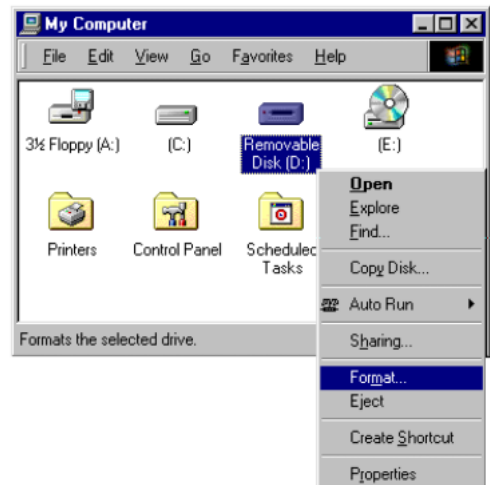 My Computer
File Edit View Go Favorites Help
3½ Floppy (A:) (C:) Removable Disk (D:) (E:)
Printers Control Panel Scheduled Tasks
Formats the selected drive.
Open
Explore
Find...
Copy Disk...
Auto Run
Sharing...
Format...
Eject
Create Shortcut
Properties